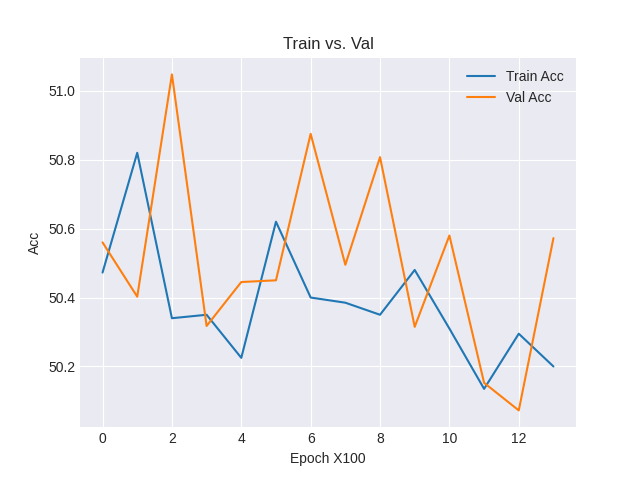 Train vs. Val
Train Acc
Val Acc
Acc
51.0
50.8
50.6
50.4
50.2
0 2 4 6 8 10 12
Epoch X100